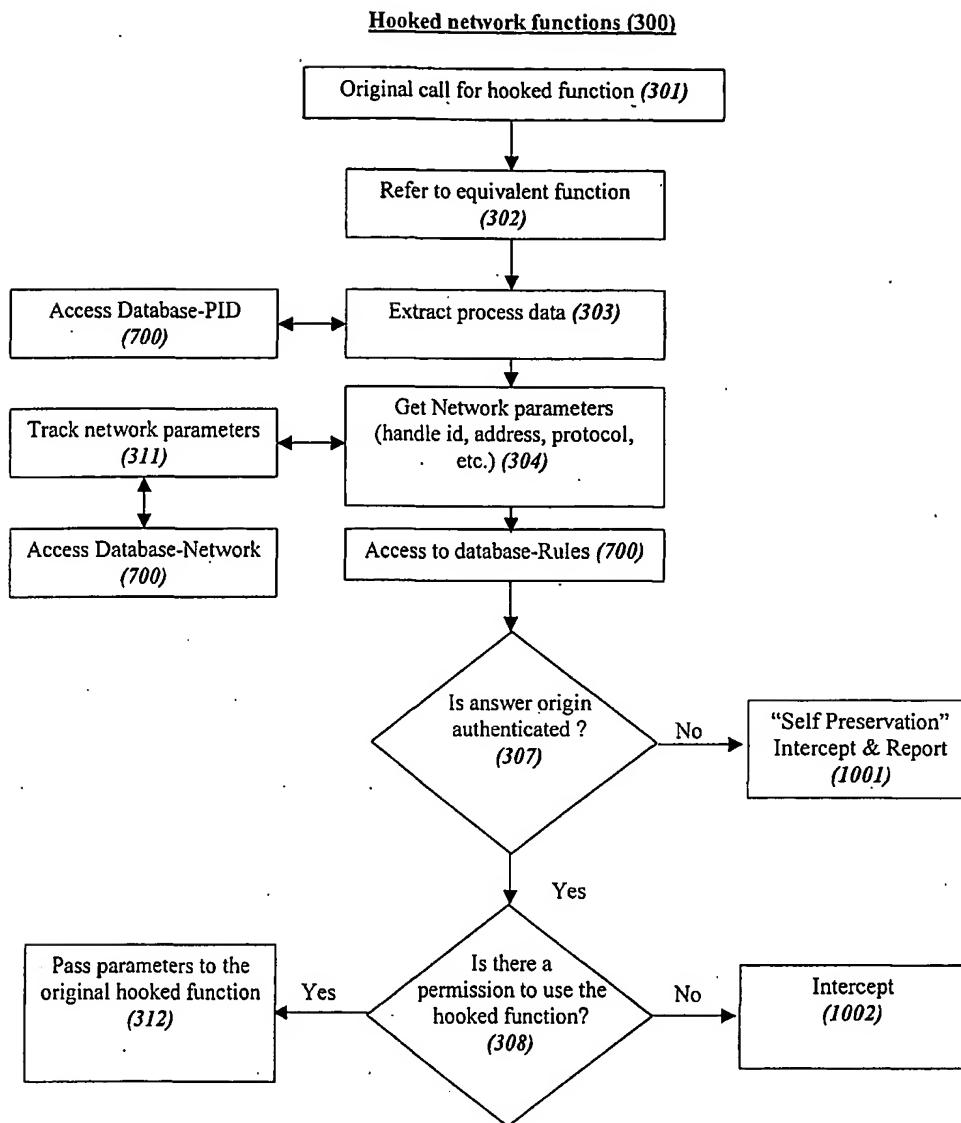 Hooked network functions (300)
Original call for hooked function (301)
Refer to equivalent function
(302)
Access Database-PID
(700)
Extract process data (303)
Track network parameters
(311)
Get Network parameters
(handle id, address, protocol,
etc.) (304)
Access Database-Network
(700)
Access to database-Rules (700)
Is answer origin
authenticated ?
(307)
No
“Self Preservation”
Intercept & Report
(1001)
Yes
Pass parameters to the
original hooked function
(312)
Yes
Is there a
permission to use the
hooked function?
(308)
No
Intercept
(1002)